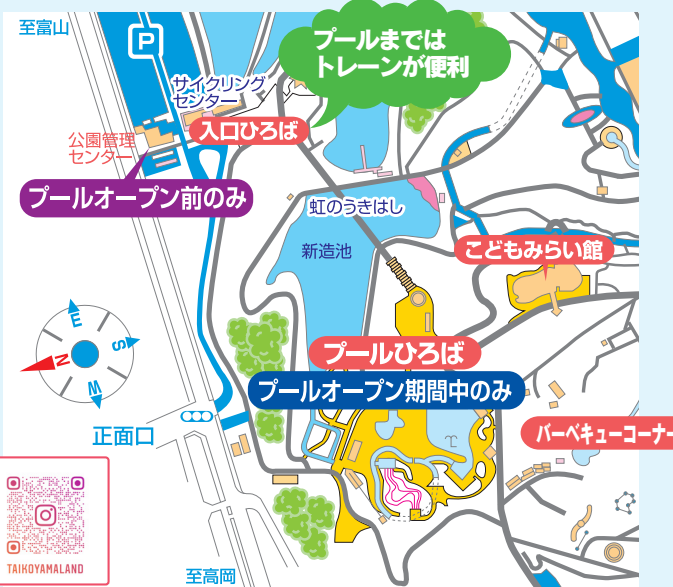 至富山
P
プールまでは
トレーンが便利
サイクリング
センター
入口ひろば
公園管理
センター
プールオープン前のみ
虹のうきはし
新造池
こどもみらい館
E
S
N
W
プールひろば
プールオープン期間中のみ
正面口
バーベキューコーナー
TAIKOYAMALAND
至高岡